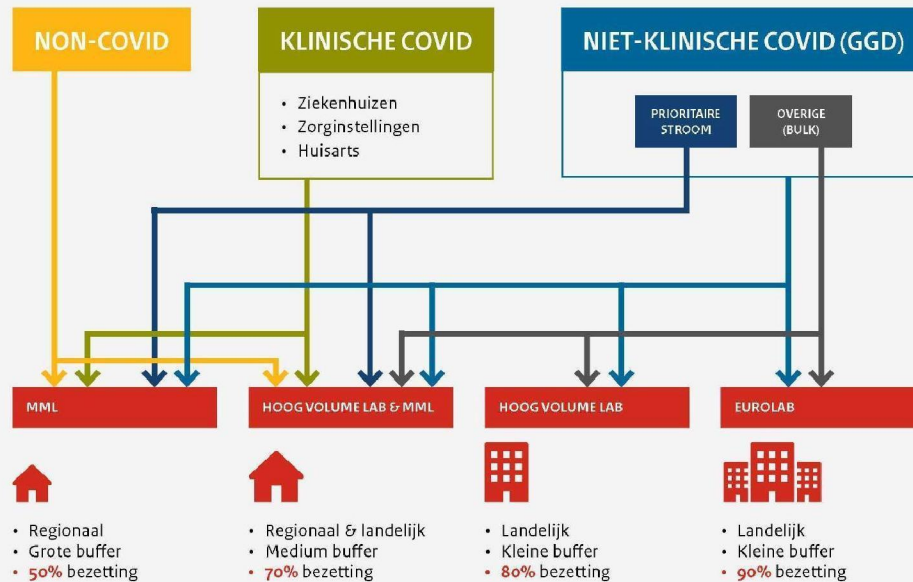 NON-COVID
KLINISCHE COVID
• Ziekenhuizen
• Zorginstellingen
• Huisarts
NIET-KLINISCHE COVID (GGD)
PRIORITAIRE
STROOM
OVERIGE
(BULK)
MML
HOOG VOLUME LAB & MML
HOOG VOLUME LAB
EUROLAB
• Regionaal
• Grote buffer
• 50% bezetting
• Regionaal & landelijk
• Medium buffer
• 70% bezetting
• Landelijk
• Kleine buffer
• 80% bezetting
• Landelijk
• Kleine buffer
• 90% bezetting